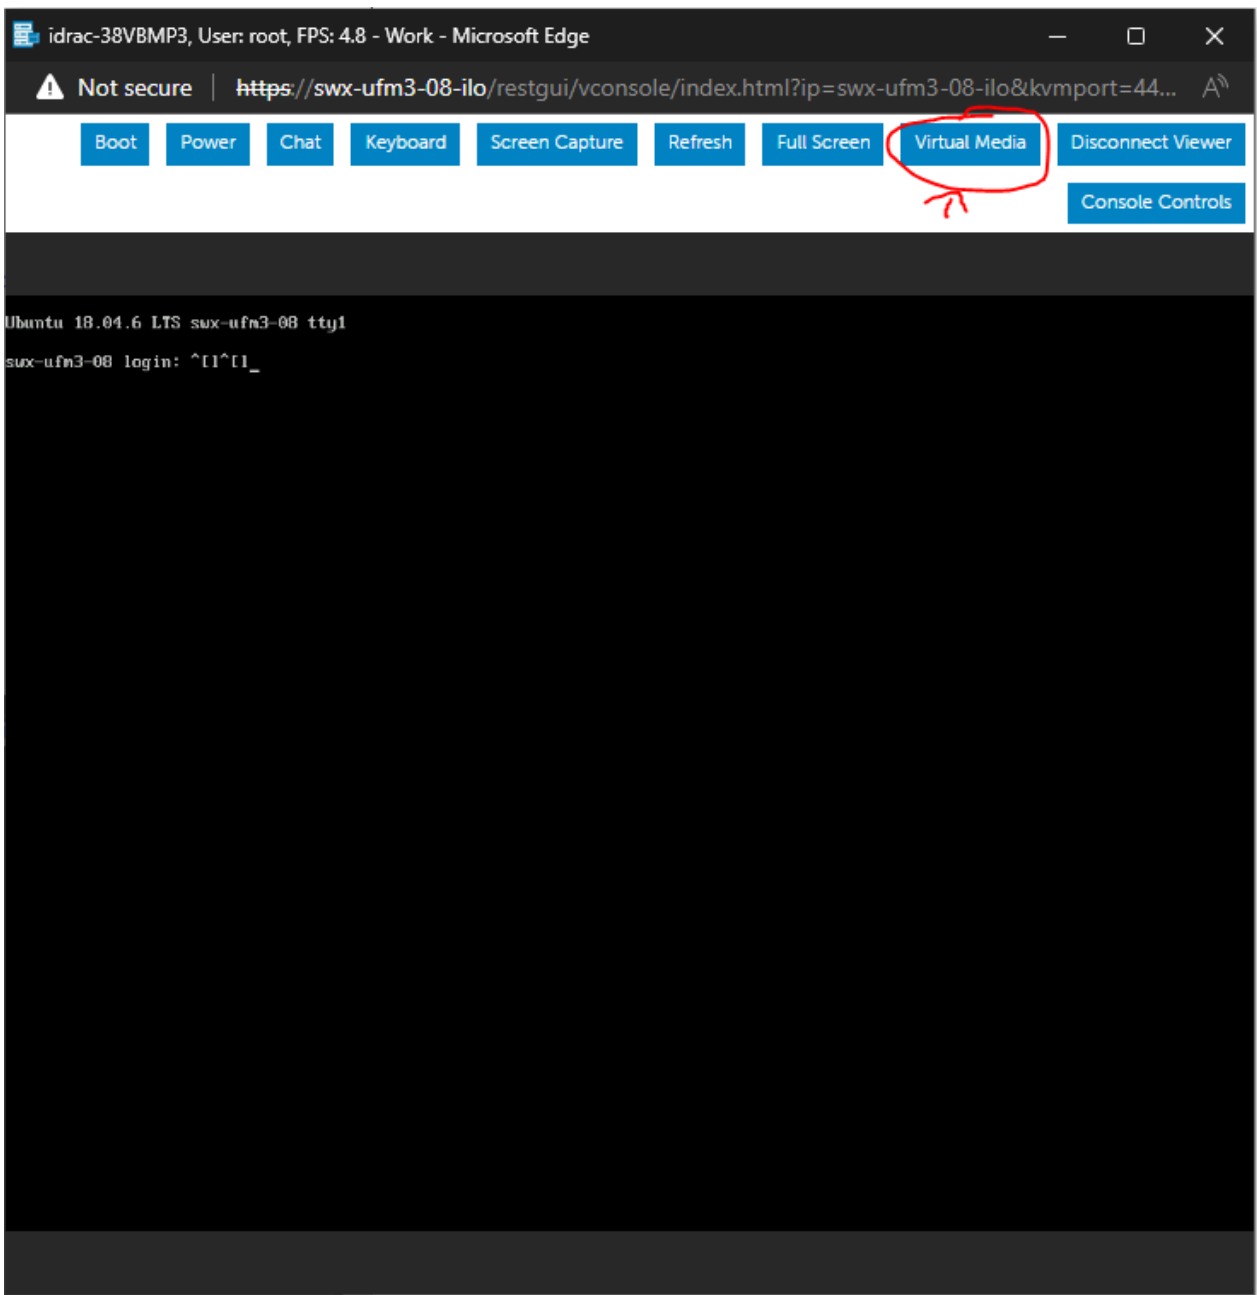 idrac-38VBMP3, User: root, FPS: 4.8 - Work - Microsoft Edge
Not secure https://swx-ufm3-08-ilo/restgui/vconsole/index.html?ip=swx-ufm3-08-ilo&kvmport=44...
Boot Power Chat Keyboard Screen Capture Refresh Full Screen Virtual Media Disconnect Viewer
Console Controls
Ubuntu 18.04.6 LTS swx-ufm3-08 tty1
swx-ufm3-08 login: ^[]^[]_